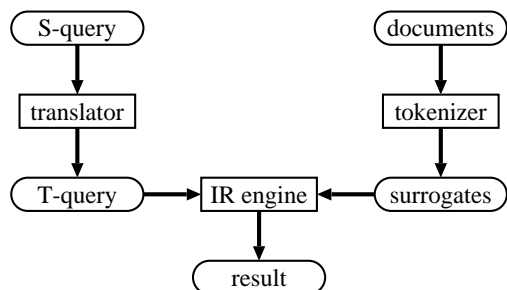 S-query
documents
translator
tokenizer
T-query
IR engine
surrogates
result